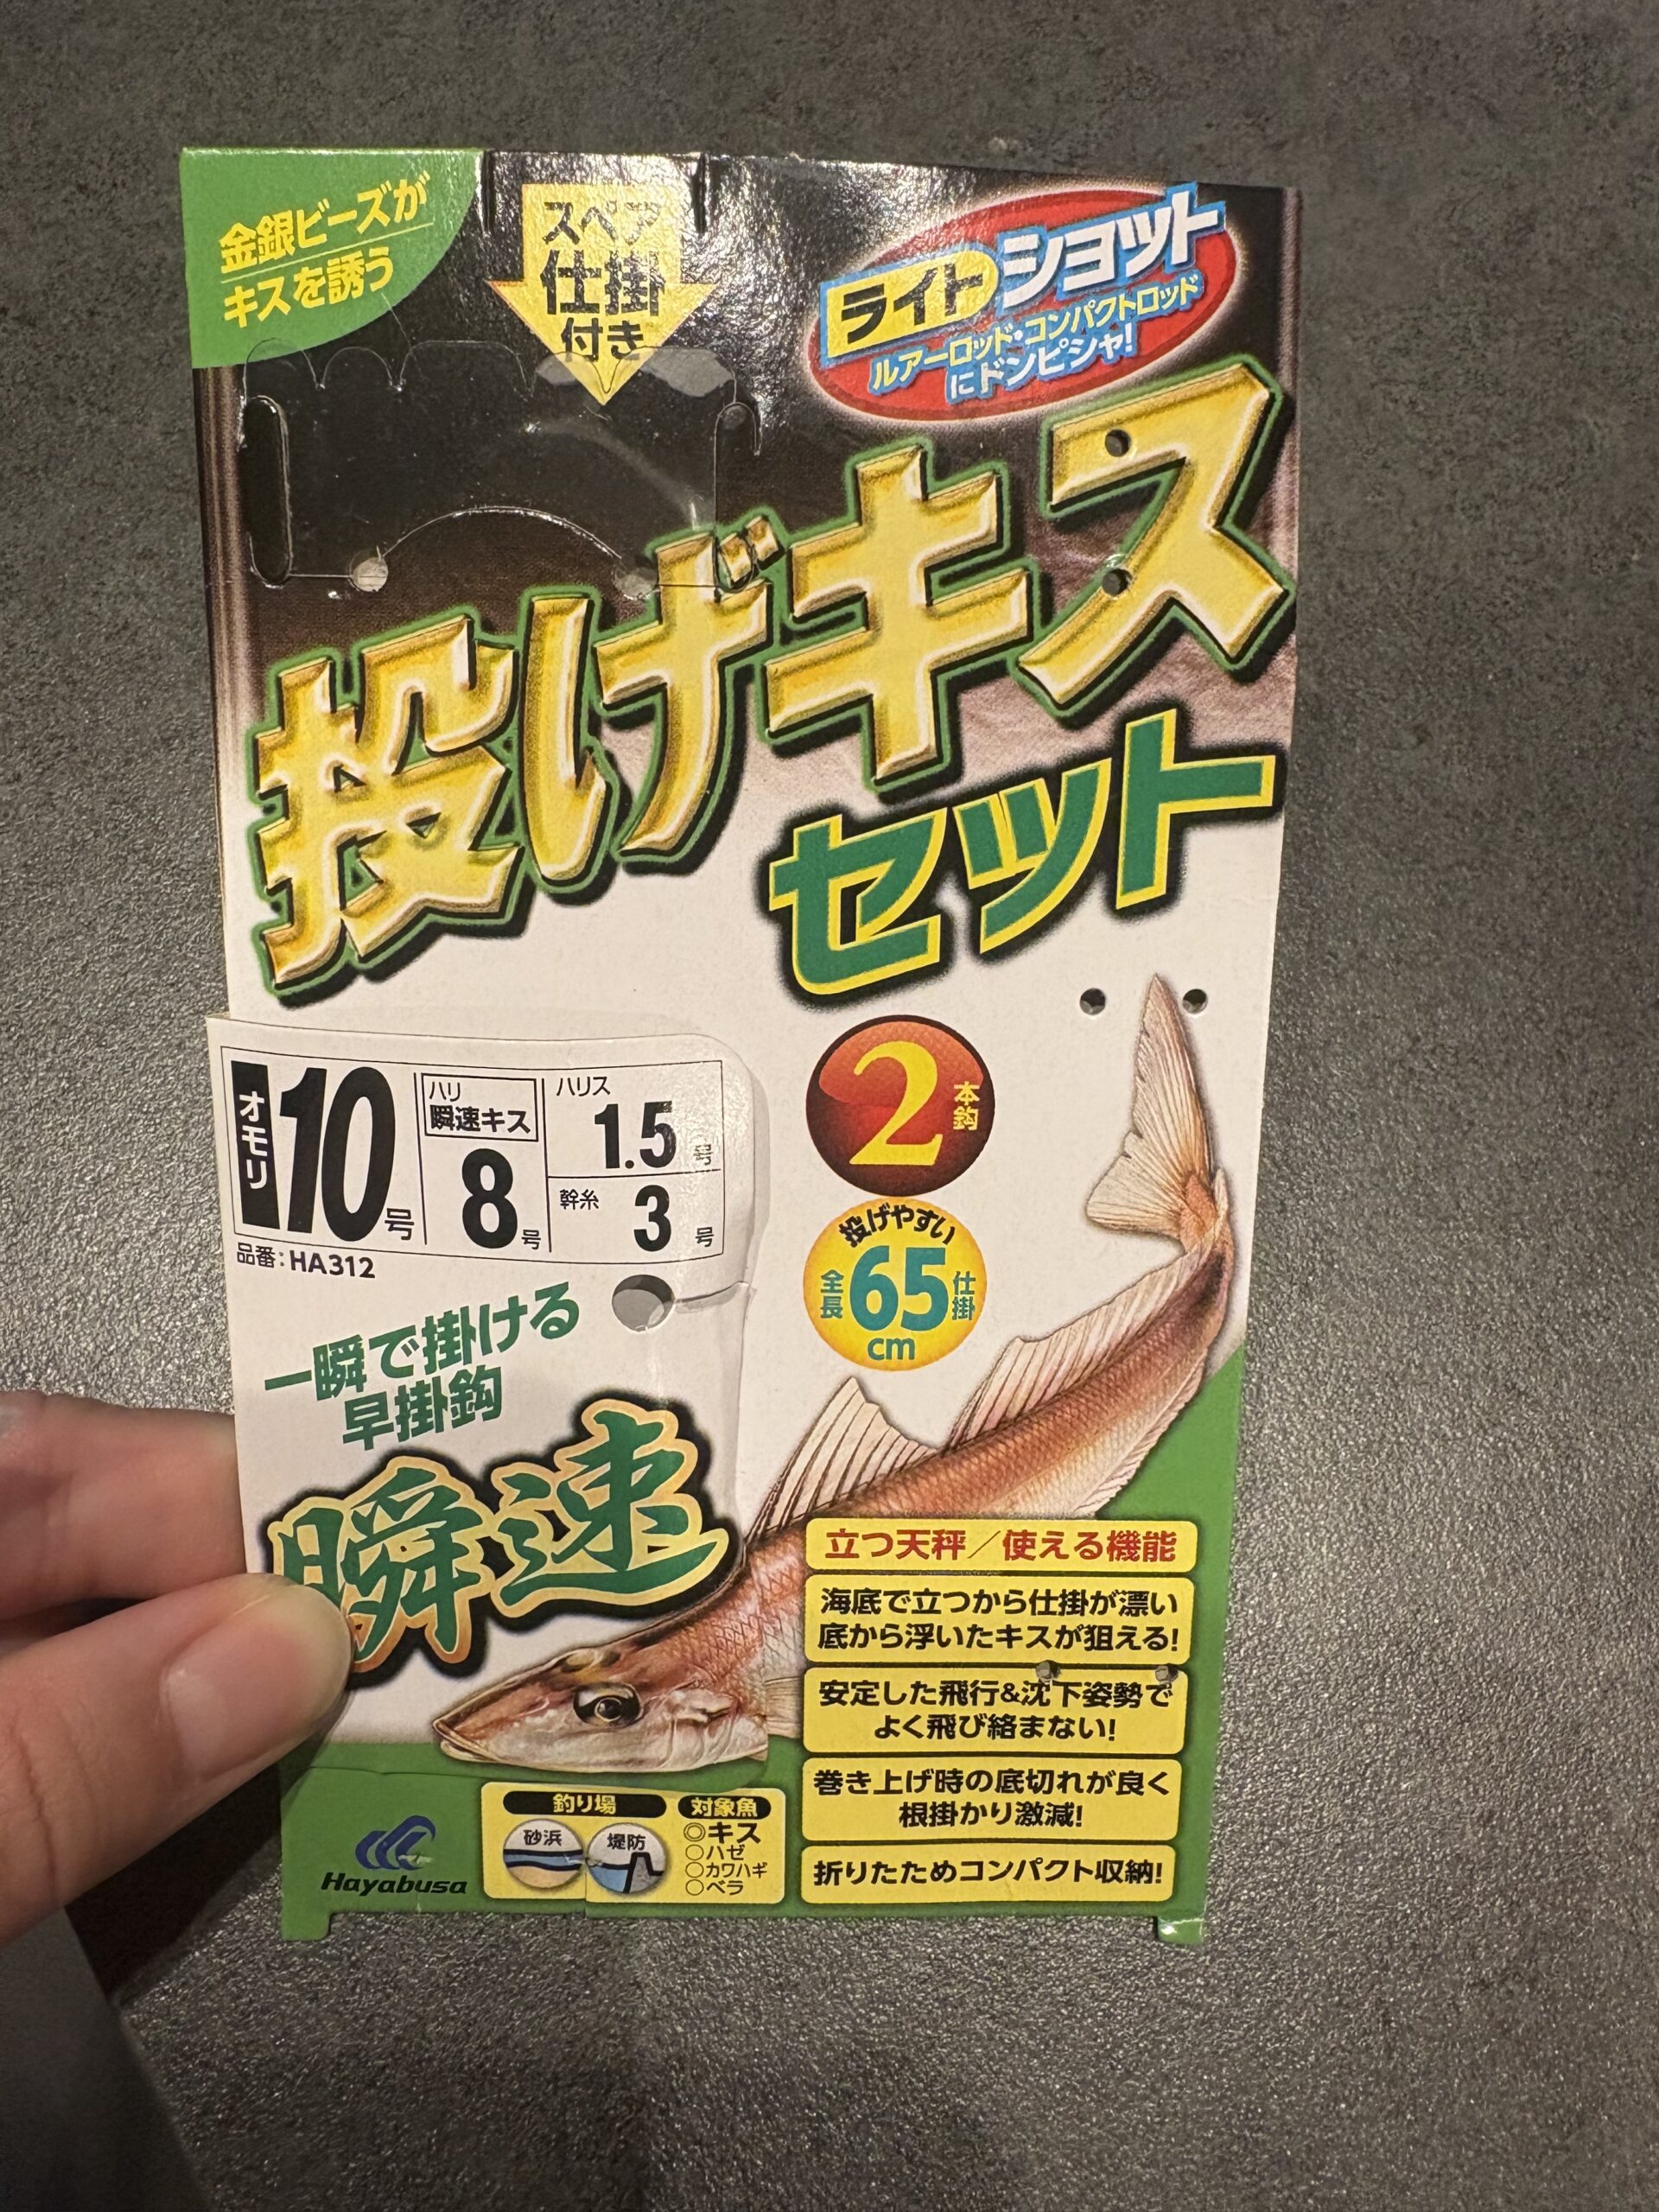 金銀ビーズが
キスを誘う
スペア
仕掛
付き
ライトショット
ルアーロッド・コンパクトロッド
にドンピシャ!
投げキス
セット
オモリ 10号
ハリ
瞬速キス
8号
ハリス
1.5号
幹糸 3号
品番:HA312
2本鈎
投げやすい
全長65cm仕掛
一瞬で掛ける
早掛鈎
瞬速
立つ天秤/使える機能
海底で立つから仕掛が漂い
底から浮いたキスが狙える!
安定した飛行&沈下姿勢で
よく飛び絡まない!
巻き上げ時の底切れが良く
根掛かり激減!
折りたためコンパクト収納!
Hayabusa
釣り場
砂浜 堤防
対象魚
◎キス
○ハゼ
○カワハギ
○ベラ